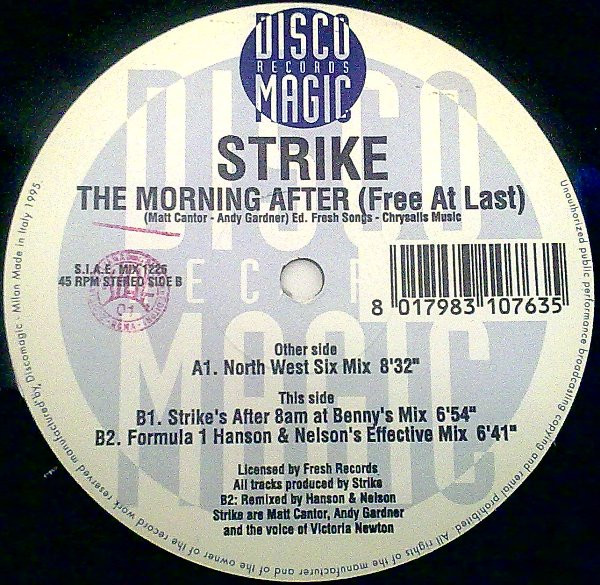 DISCO
RECORDS
MAGIC
STRIKE
THE MORNING AFTER (Free At Last)
(Matt Cantor - Andy Gardner) Ed. Fresh Songs - Chrysalis Music
S.I.A.E. MIX 1226
45 RPM STEREO SIDE B
8 017983 107635
Other side
A1. North West Six Mix 8'32"
This side
B1. Strike's After 8am at Benny's Mix 6'54"
B2. Formula 1 Hanson & Nelson's Effective Mix 6'41"
Licensed by Fresh Records
All tracks produced by Strike
B2: Remixed by Hanson & Nelson
Strike are Matt Cantor, Andy Gardner
and the voice of Victoria Newton
DISCO
RECORDS
MAGIC
Unauthorized public performance broadcasting copying and rental prohibited. All rights of the manufacturer and of the owner of the record work reserved manufactured by, Discomagic - Milan Made in Italy 1995.